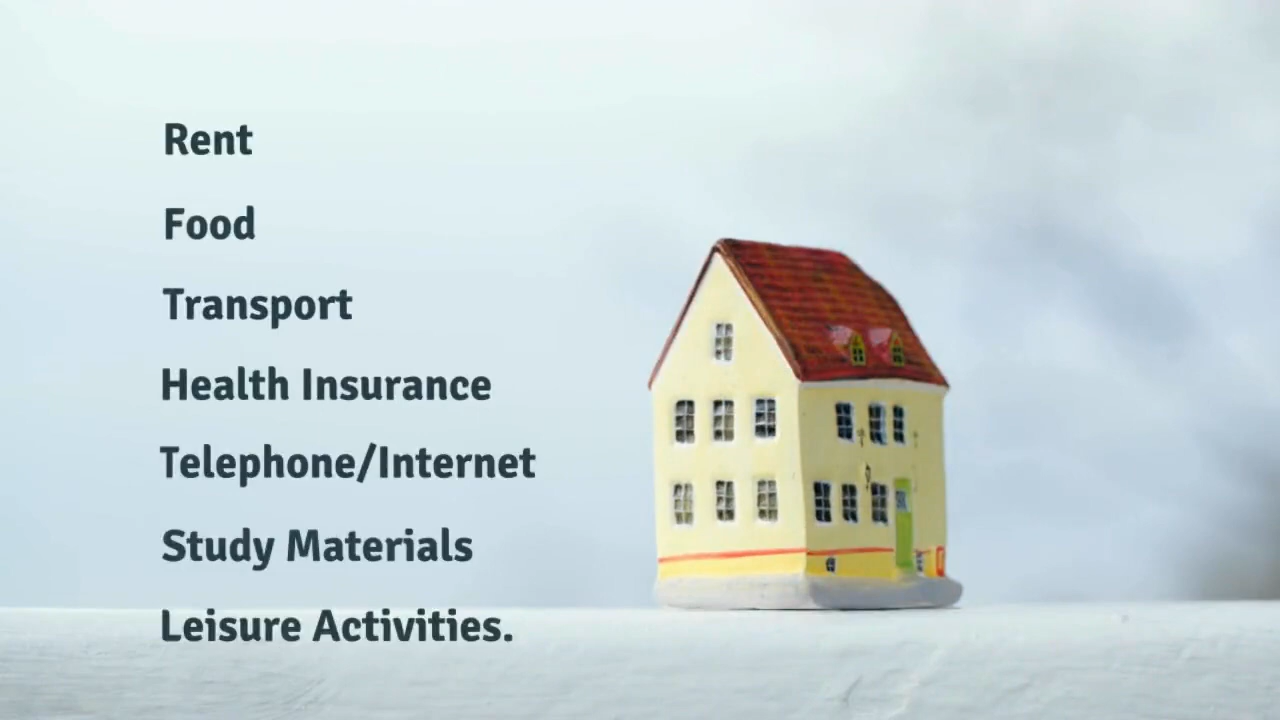 Rent
Food
Transport
Health Insurance
Telephone/Internet
Study Materials
Leisure Activities.